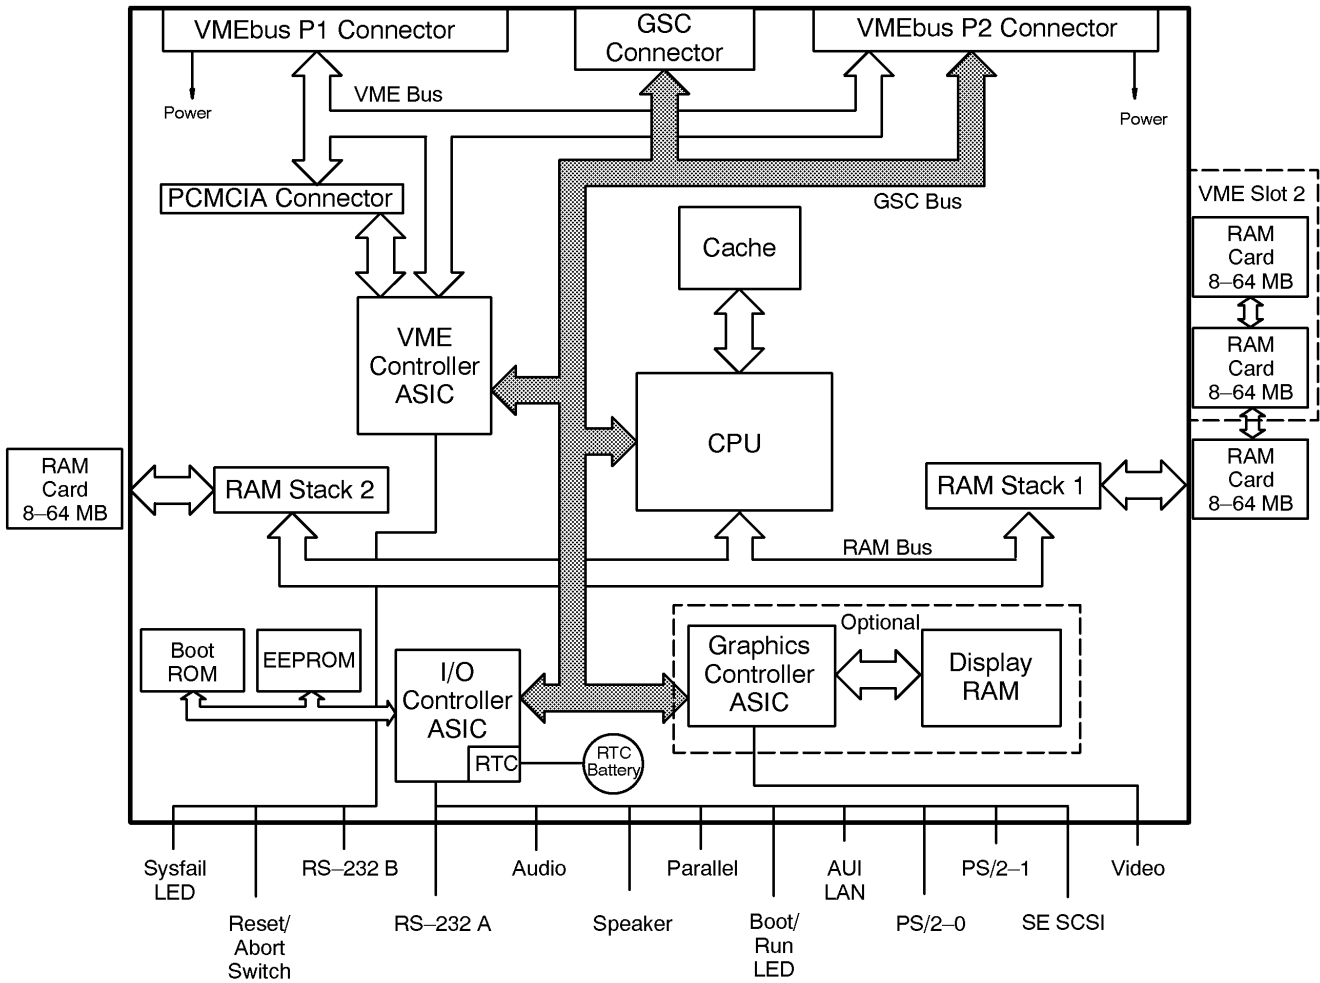 VMEbus P1 Connector
GSC
Connector
VMEbus P2 Connector
VME Bus
Power
Power
PCMCIA Connector
GSC Bus
VME Slot 2
RAM
Card
8–64 MB
Cache
VME
Controller
ASIC
RAM
Card
8–64 MB
CPU
RAM
Card
8–64 MB
RAM Stack 2
RAM Stack 1
RAM
Card
8–64 MB
RAM Bus
Boot
ROM
EEPROM
I/O
Controller
ASIC
RTC
RTC
Battery
Graphics
Controller
ASIC
Optional
Display
RAM
Sysfail
LED
RS–232 B
Audio
Parallel
AUI
LAN
PS/2–1
Video
Reset/
Abort
Switch
RS–232 A
Speaker
Boot/
Run
LED
PS/2–0
SE SCSI